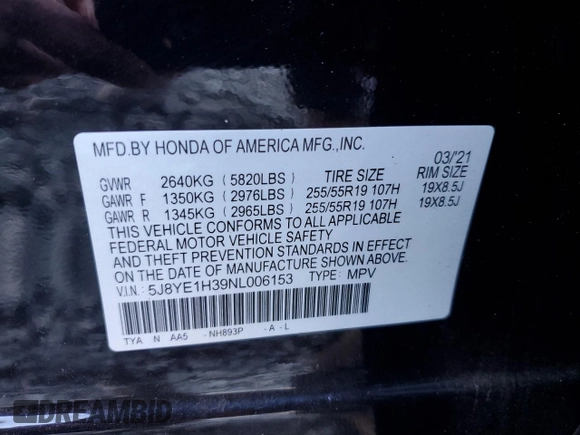 MFD.BY HONDA OF AMERICA MFG.,INC. 03/'21
GVWR 2640KG (5820LBS) TIRE SIZE RIM SIZE
GAWR F 1350KG (2976LBS) 255/55R19 107H 19X8.5J
GAWR R 1345KG (2965LBS) 255/55R19 107H 19X8.5J
THIS VEHICLE CONFORMS TO ALL APPLICABLE
FEDERAL MOTOR VEHICLE SAFETY
AND THEFT PREVENTION STANDARDS IN EFFECT
ON THE DATE OF MANUFACTURE SHOWN ABOVE.
V.I.N.: 5J8YE1H39NL006153 TYPE: MPV
TYA N AA5 -NH893P -A-L
DREAMBID